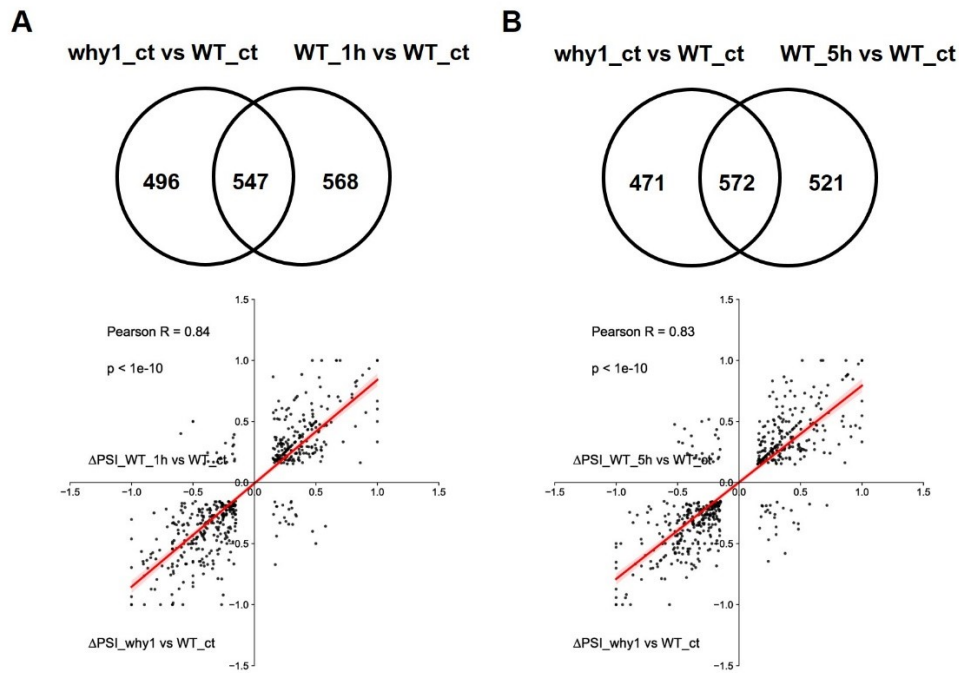 A
why1_ct vs WT_ct WT_1h vs WT_ct
496 547 568
1.5
Pearson R = 0.84
p < 1e-10
1.0
0.5
ΔPSI_WT_1h vs WT_ct
−1.5 −1.0 −0.5 0.0 0.5 1.0 1.5
−0.5
−1.0
ΔPSI_why1 vs WT_ct
−1.5
B
why1_ct vs WT_ct WT_5h vs WT_ct
471 572 521
1.5
Pearson R = 0.83
p < 1e-10
1.0
0.5
ΔPSI_WT_5h vs WT_ct
−1.5 −1.0 −0.5 0.0 0.5 1.0 1.5
−0.5
−1.0
ΔPSI_why1 vs WT_ct
−1.5